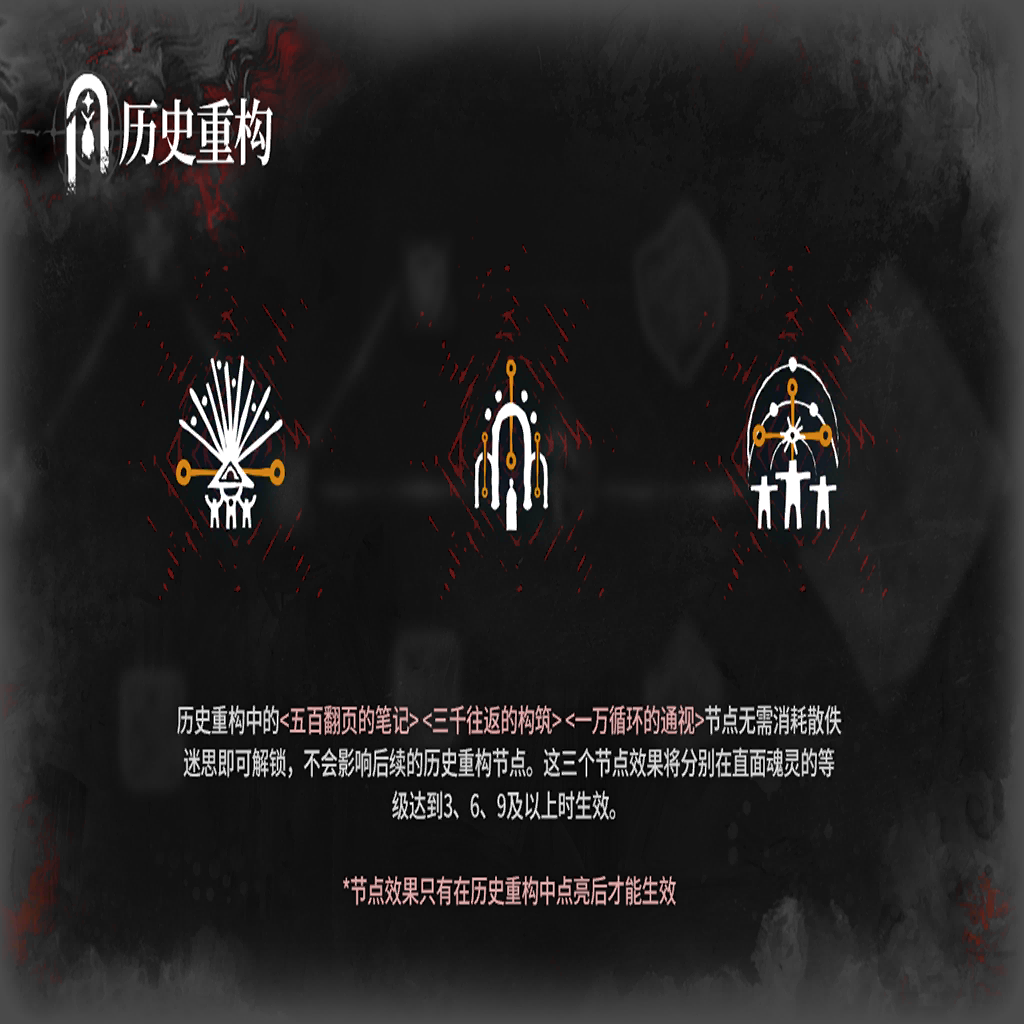 历史重构
历史重构中的<五百翻页的笔记><三千往返的构筑><一万循环的通视>节点无需消耗散佚
迷思即可解锁，不会影响后续的历史重构节点。这三个节点效果将分别在直面魂灵的等
级达到3、6、9及以上时生效。
*节点效果只有在历史重构中点亮后才能生效